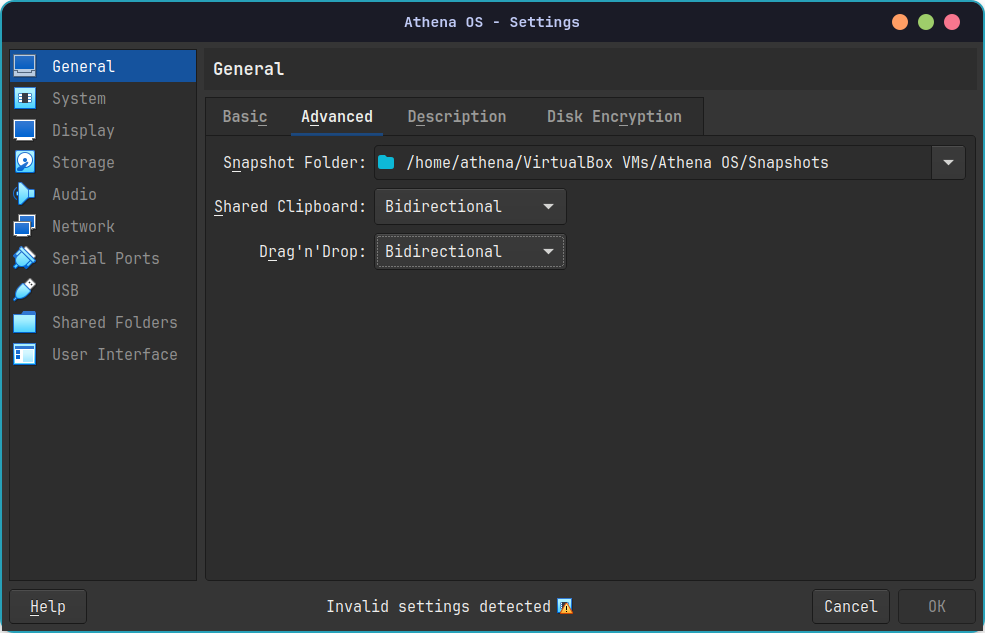 Athena OS - Settings
General
System
Display
Storage
Audio
Network
Serial Ports
USB
Shared Folders
User Interface
General
Basic Advanced Description Disk Encryption
Snapshot Folder: /home/athena/VirtualBox VMs/Athena OS/Snapshots
Shared Clipboard: Bidirectional
Drag'n'Drop: Bidirectional
Help Invalid settings detected Cancel OK